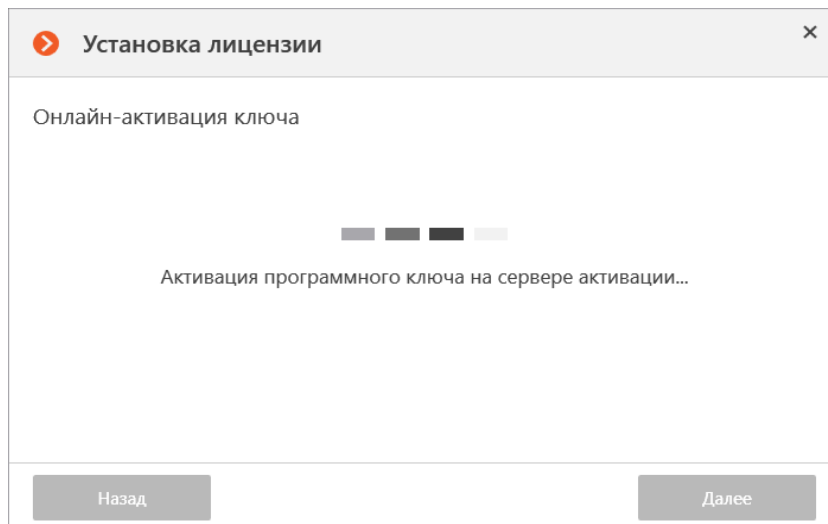 Установка лицензии
Онлайн-активация ключа
Активация программного ключа на сервере активации...
Назад
Далее